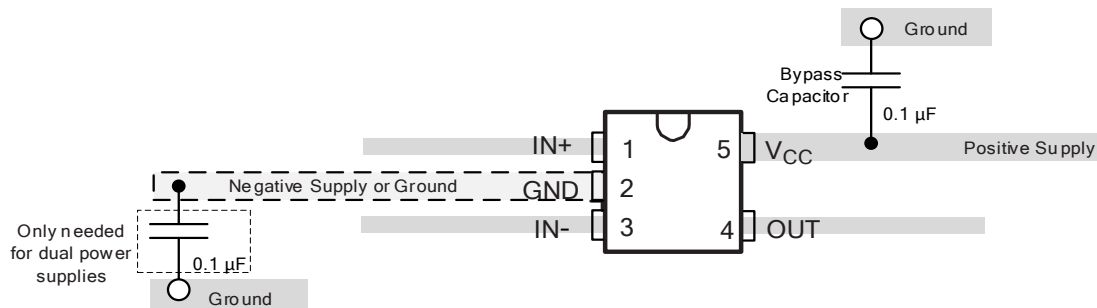 Ground
Bypass
Capacitor
0.1 µF
IN+
1
5
VCC
Positive Supply
Negative Supply or Ground
GND
2
IN-
3
4
OUT
Only needed
for dual power
supplies
0.1 µF
Ground